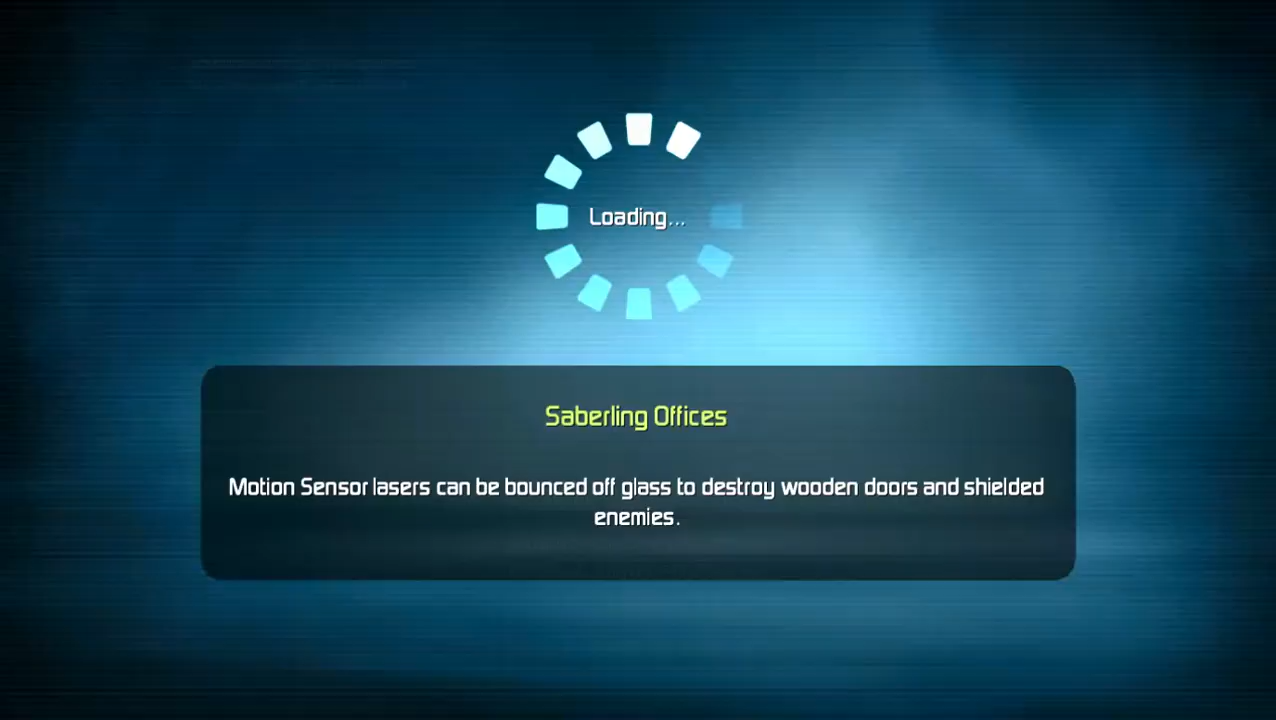 Loading...
Saberling Offices
Motion Sensor lasers can be bounced off glass to destroy wooden doors and shielded
enemies.